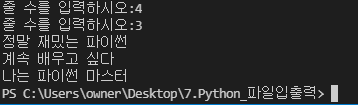 줄 수를 입력하시오:4
줄 수를 입력하시오:3
정말 재밌는 파이썬
계속 배우고 싶다
나는 파이썬 마스터
PS C:\Users\owner\Desktop\7.Python_파일입출력>